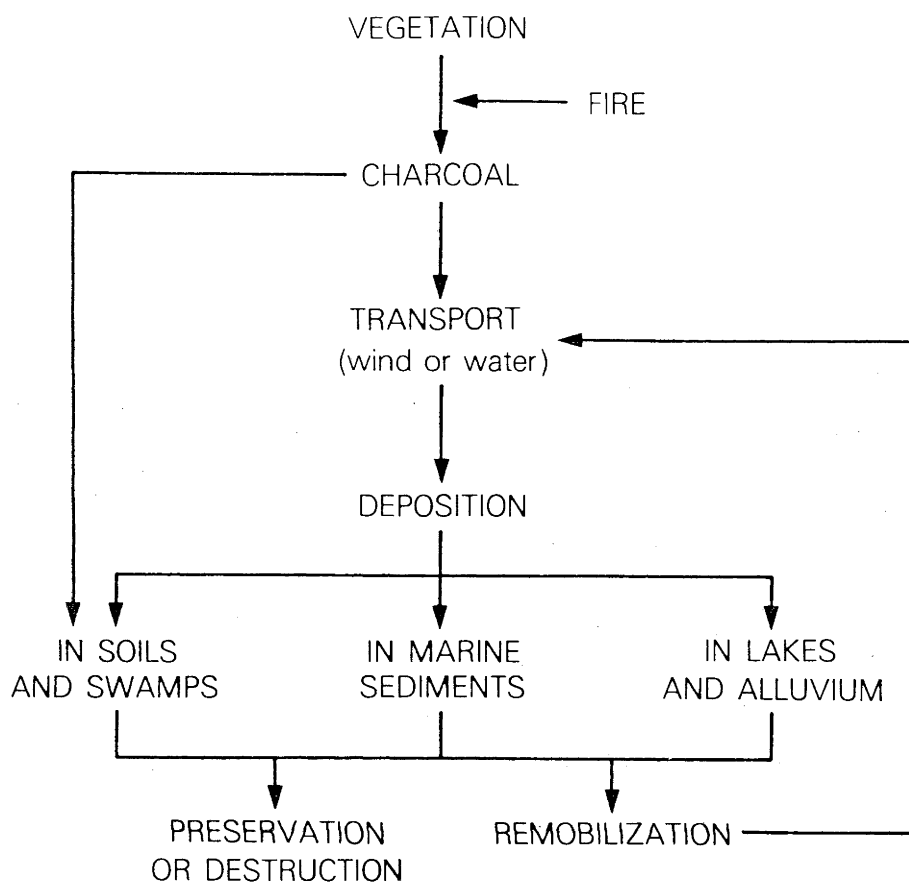 VEGETATION
FIRE
CHARCOAL
TRANSPORT
(wind or water)
DEPOSITION
IN SOILS
AND SWAMPS
IN MARINE
SEDIMENTS
IN LAKES
AND ALLUVIUM
PRESERVATION
OR DESTRUCTION
REMOBILIZATION